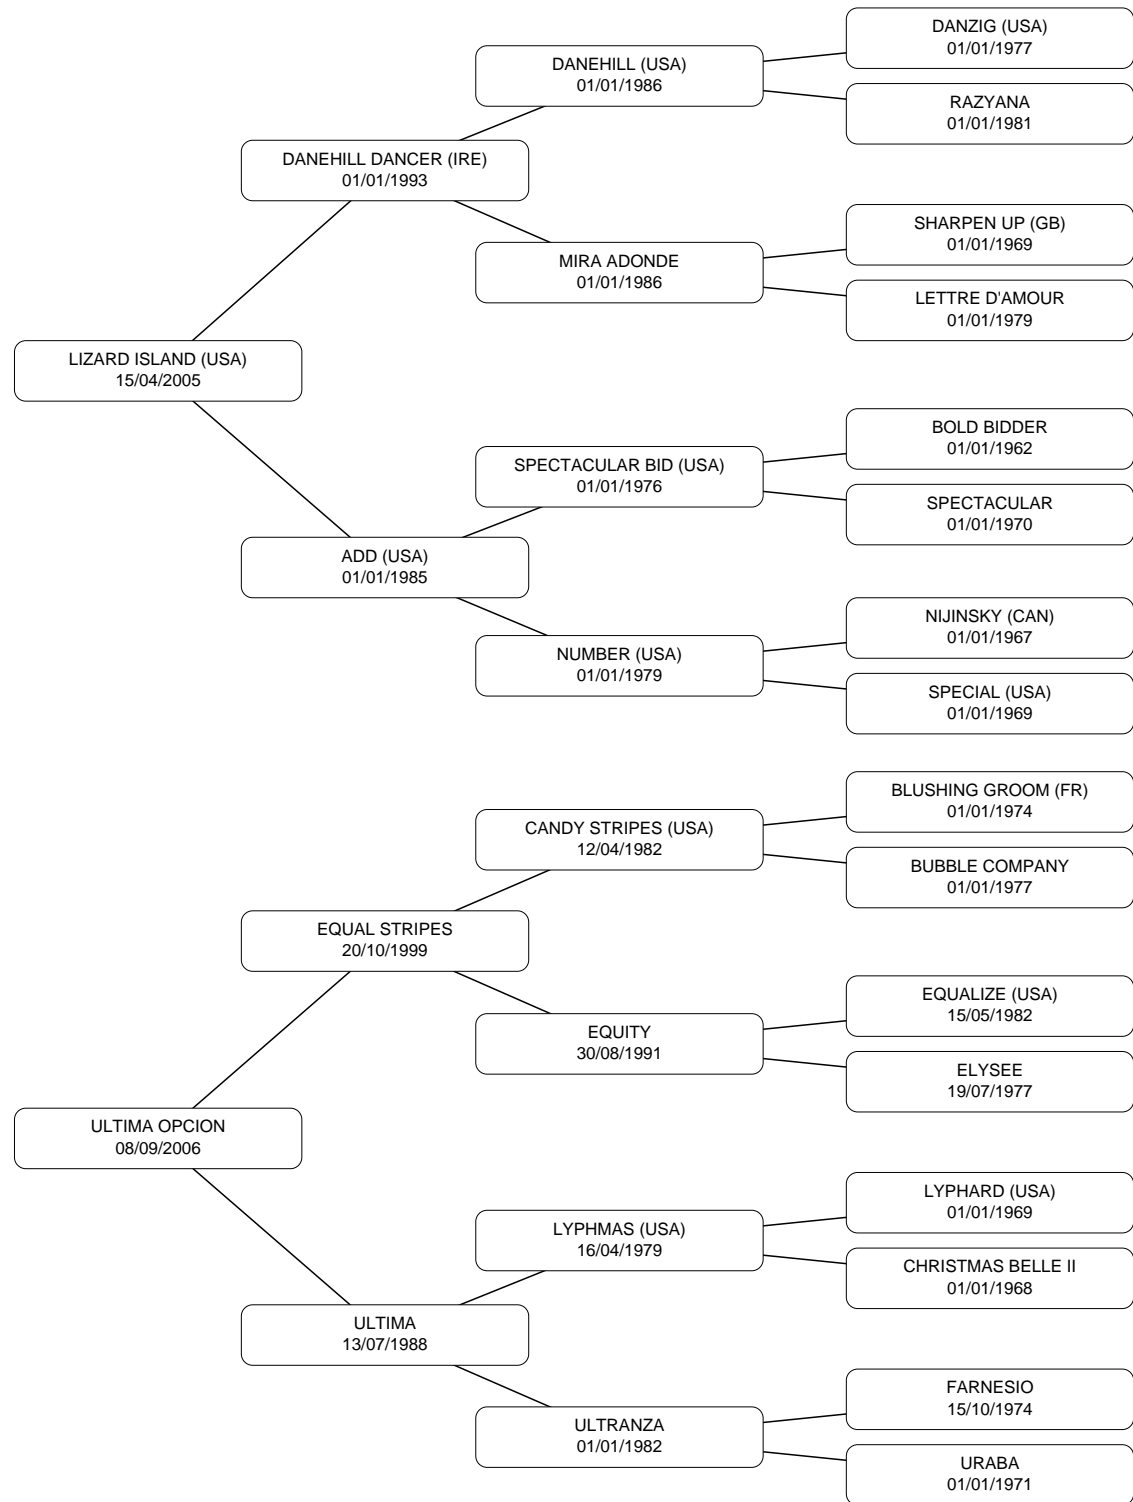 DANZIG (USA)
01/01/1977
DANEHILL (USA)
01/01/1986
RAZYANA
01/01/1981
DANEHILL DANCER (IRE)
01/01/1993
SHARPEN UP (GB)
01/01/1969
MIRA ADONDE
01/01/1986
LETTRE D'AMOUR
01/01/1979
LIZARD ISLAND (USA)
15/04/2005
BOLD BIDDER
01/01/1962
SPECTACULAR BID (USA)
01/01/1976
SPECTACULAR
01/01/1970
ADD (USA)
01/01/1985
NIJINSKY (CAN)
01/01/1967
NUMBER (USA)
01/01/1979
SPECIAL (USA)
01/01/1969
BLUSHING GROOM (FR)
01/01/1974
CANDY STRIPES (USA)
12/04/1982
BUBBLE COMPANY
01/01/1977
EQUAL STRIPES
20/10/1999
EQUALIZE (USA)
15/05/1982
EQUITY
30/08/1991
ELYSEE
19/07/1977
ULTIMA OPCION
08/09/2006
LYPHARD (USA)
01/01/1969
LYPHMAS (USA)
16/04/1979
CHRISTMAS BELLE II
01/01/1968
ULTIMA
13/07/1988
FARNESIO
15/10/1974
ULTRANZA
01/01/1982
URABA
01/01/1971